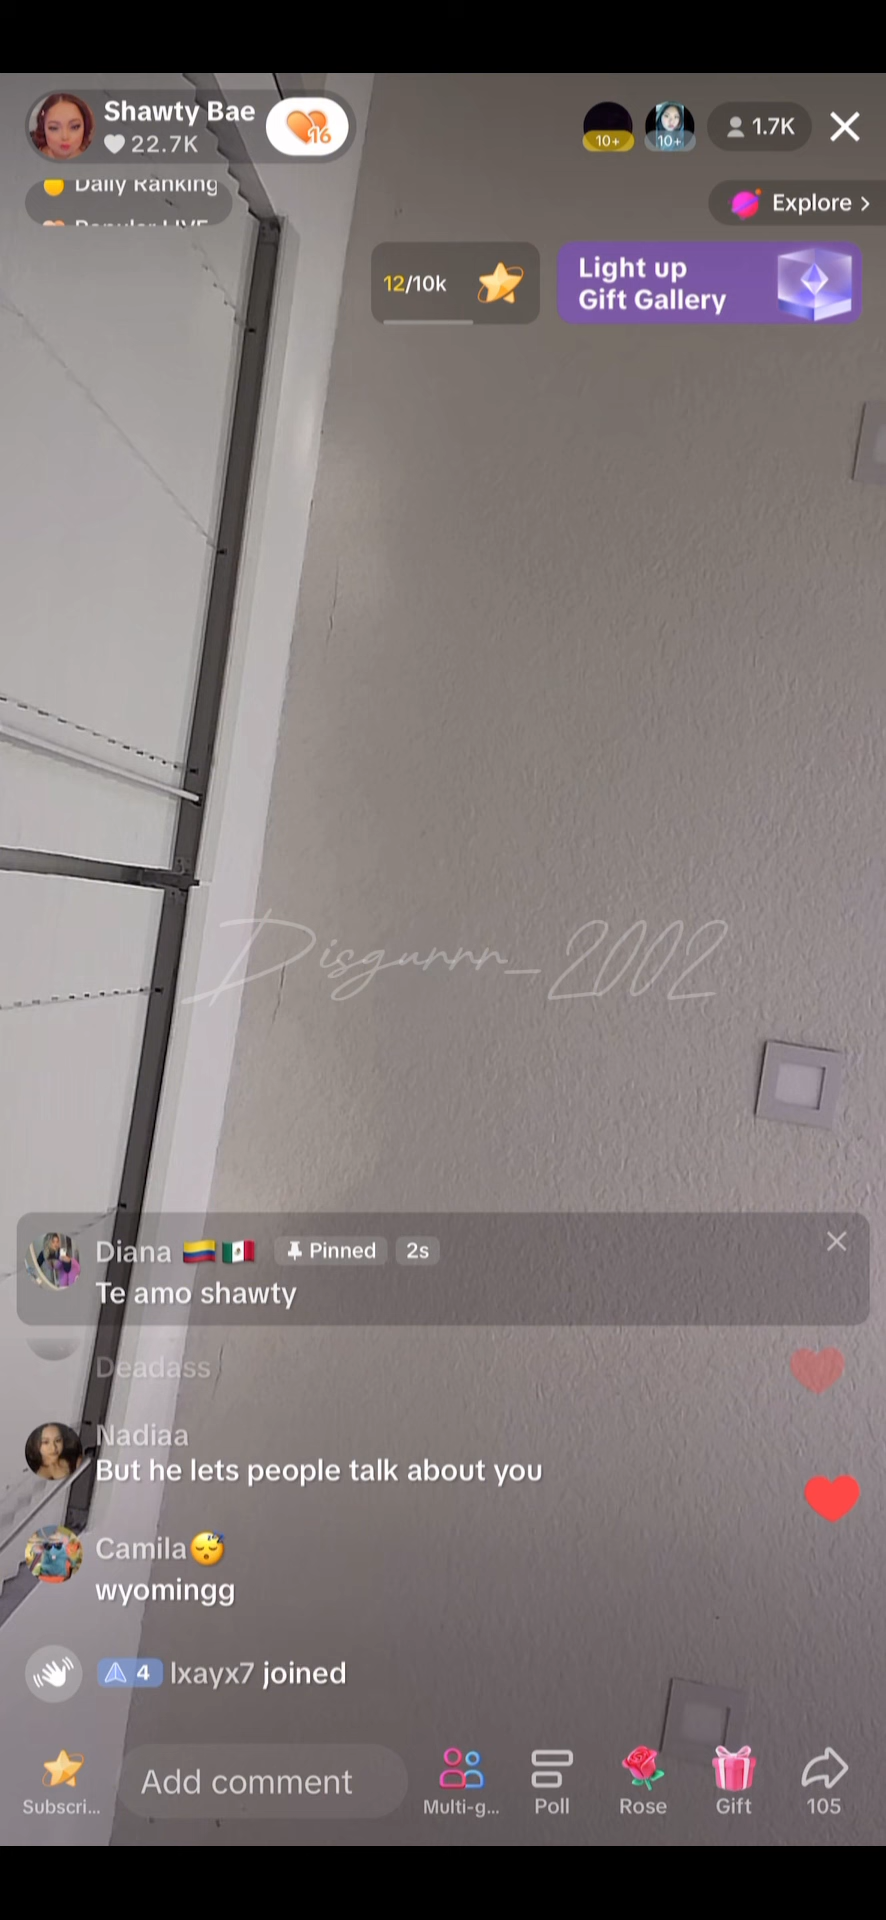 Shawty Bae
22.7K
16
10+
10+
1.7K
Daily Ranking
Popular LIVE
Explore >
12/10k
Light up
Gift Gallery
Disgurrr_2002
Diana 🇨🇴🇲🇽 Pinned 2s
Te amo shawty
Deadass
Nadiaa
But he lets people talk about you
Camila😴
wyomingg
4 lxayx7 joined
Add comment
Subscri...
Multi-g...
Poll
Rose
Gift
105